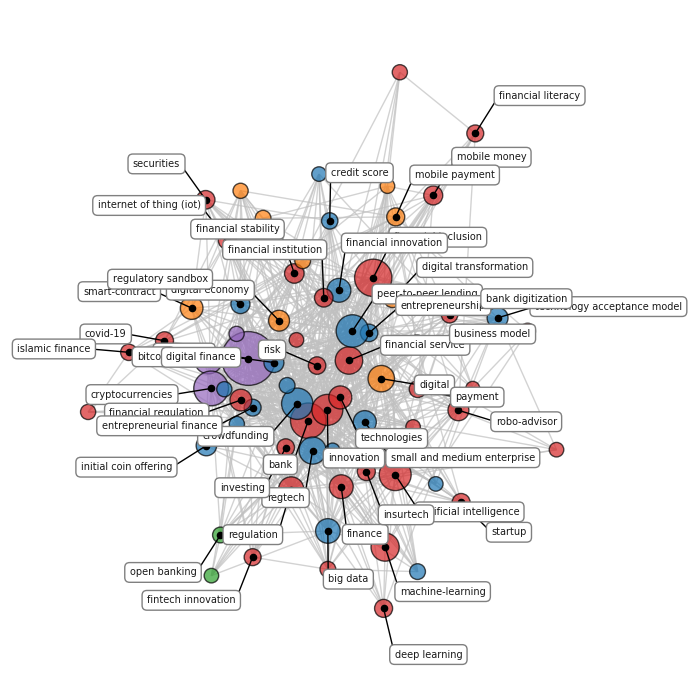 financial literacy
mobile money
securities
credit score
mobile payment
internet of thing (iot)
financial stability
clusion
financial innovation
financial institution
digital transformation
regulatory sandbox
smart-contract
economy
peer-to-peer lending
bank digitization
technology acceptance model
entrepreneurship
covid-19
business model
islamic finance
bitco
digital finance
risk
financial service
digital
cryptocurrencies
payment
financial regulation
robo-advisor
entrepreneurial finance
crowdfunding
technologies
initial coin offering
bank
innovation
small and medium enterprise
investing
regtech
insurtech
artificial intelligence
startup
regulation
finance
open banking
big data
machine-learning
fintech innovation
deep learning